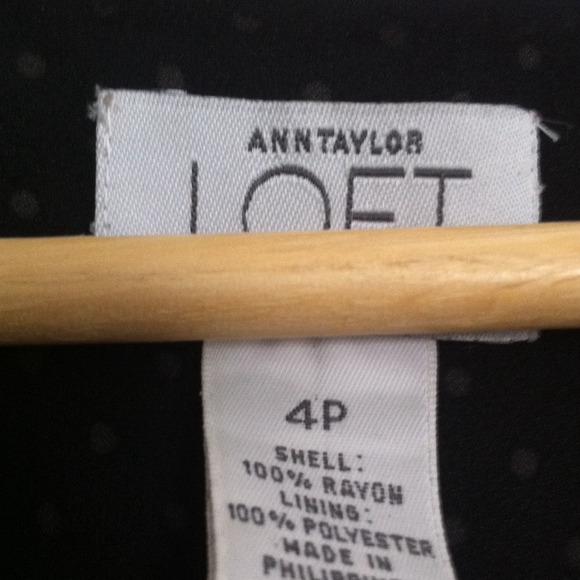 ANNTAYLOR
LOFT
4P
SHELL:
100% RAYON
LINING:
100% POLYESTER
MADE IN